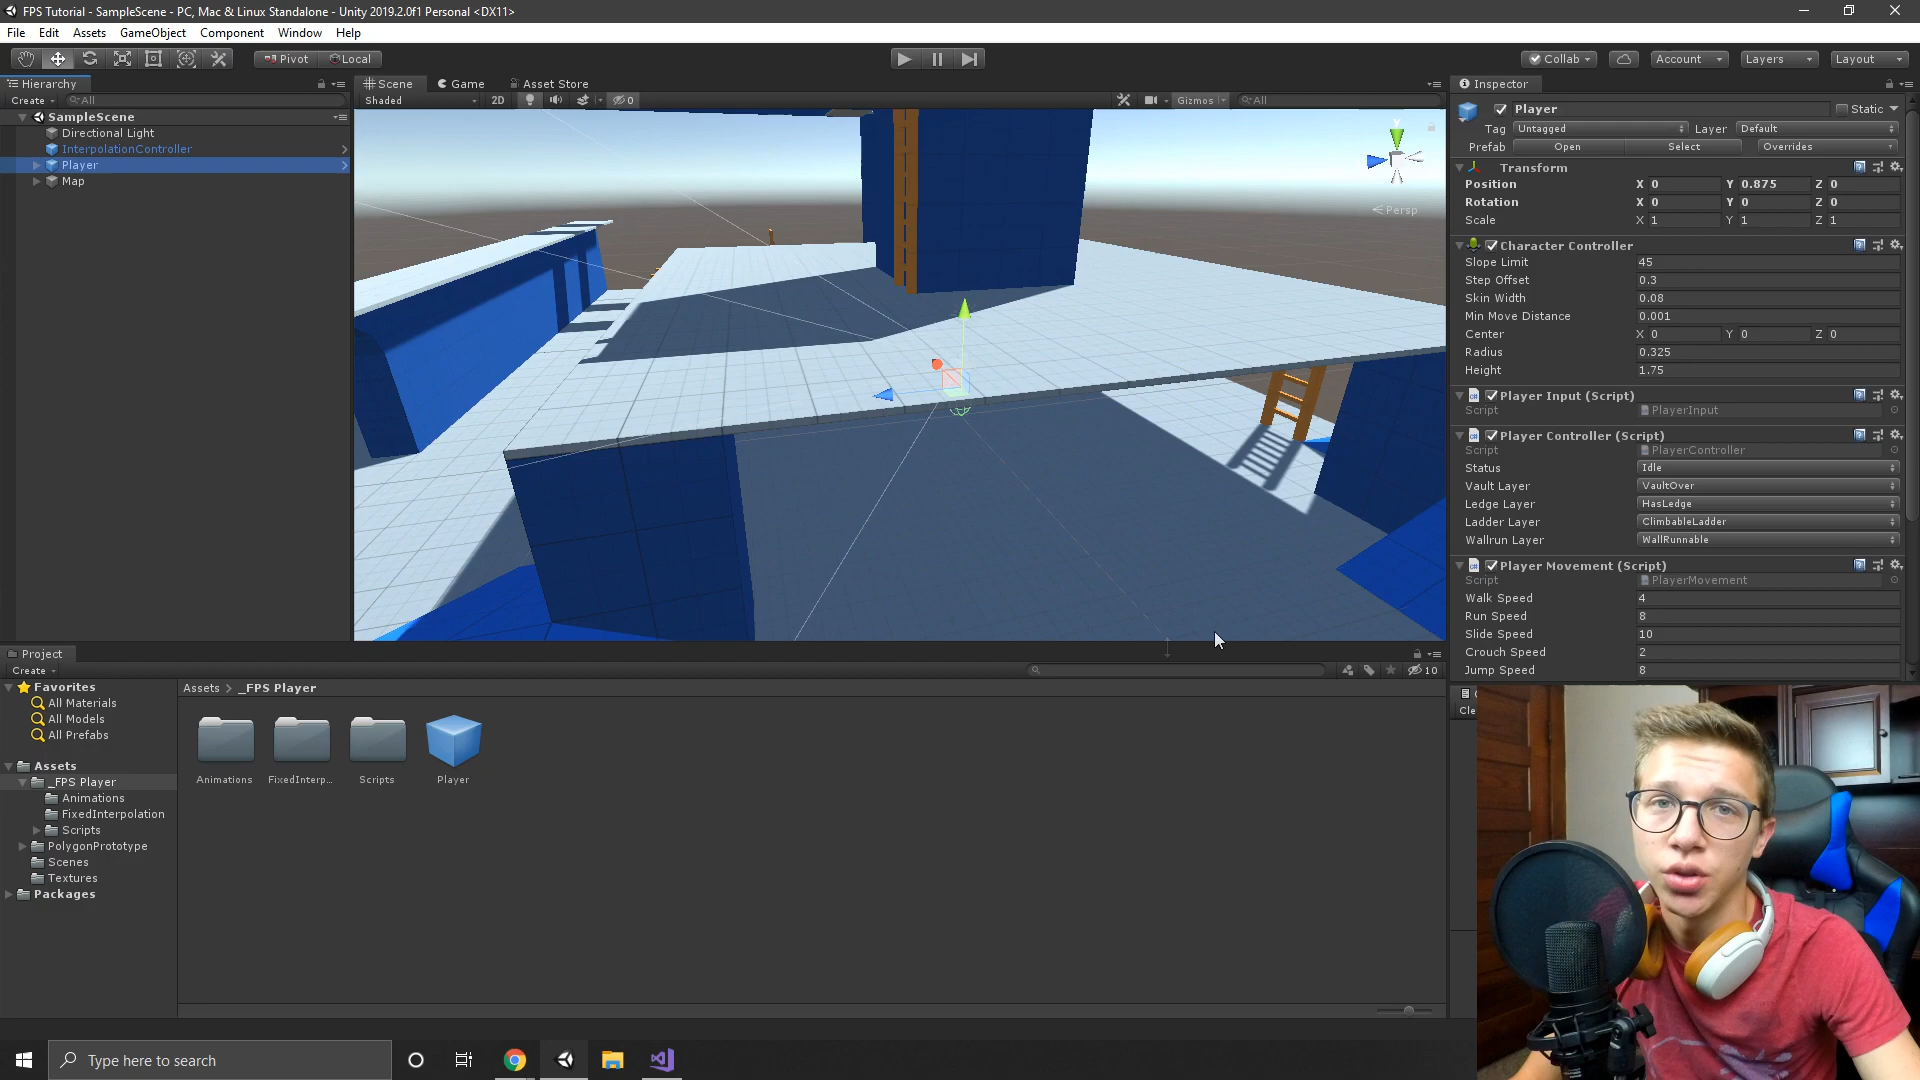 FPS Tutorial - SampleScene - PC, Mac & Linux Standalone - Unity 2019.2.0f1 Personal <DX11>
File Edit Assets GameObject Component Window Help
Pivot Local
Collab Account Layers Layout
Hierarchy
Create All
SampleScene
Directional Light
InterpolationController
Player
Map
Scene Game Asset Store
Shaded 2D 0 Gizmos All
y
Persp
Inspector
Player Static
Tag Untagged Layer Default
Prefab Open Select Overrides
Transform
Position X 0 Y 0.875 Z 0
Rotation X 0 Y 0 Z 0
Scale X 1 Y 1 Z 1
Character Controller
Slope Limit 45
Step Offset 0.3
Skin Width 0.08
Min Move Distance 0.001
Center X 0 Y 0 Z 0
Radius 0.325
Height 1.75
Player Input (Script)
Script PlayerInput
Player Controller (Script)
Script PlayerController
Status Idle
Vault Layer VaultOver
Ledge Layer HasLedge
Ladder Layer ClimbableLadder
Wallrun Layer WallRunnable
Player Movement (Script)
Script PlayerMovement
Walk Speed 4
Run Speed 8
Slide Speed 10
Crouch Speed 2
Jump Speed 8
Project
Create 10
Favorites
All Materials
All Models
All Prefabs
Assets
_FPS Player
Animations
FixedInterpolation
Scripts
PolygonPrototype
Scenes
Textures
Packages
Assets > _FPS Player
Animations FixedInterp... Scripts Player
Cle
Type here to search